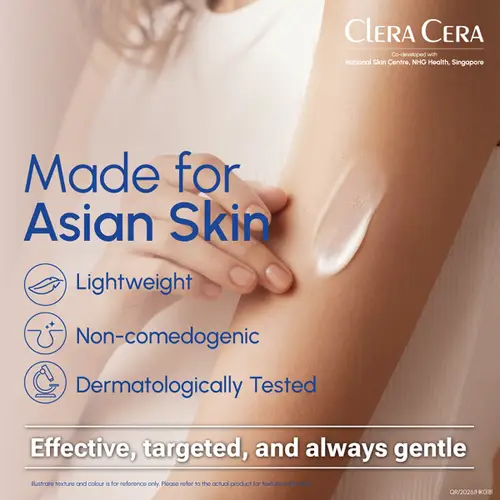 CLERA CERA
Co-developed with
National Skin Centre, NHG Health, Singapore
Made for
Asian Skin
Lightweight
Non-comedogenic
Dermatologically Tested
Effective, targeted, and always gentle
Illustrate texture and colour is for reference only. Please refer to the actual product for